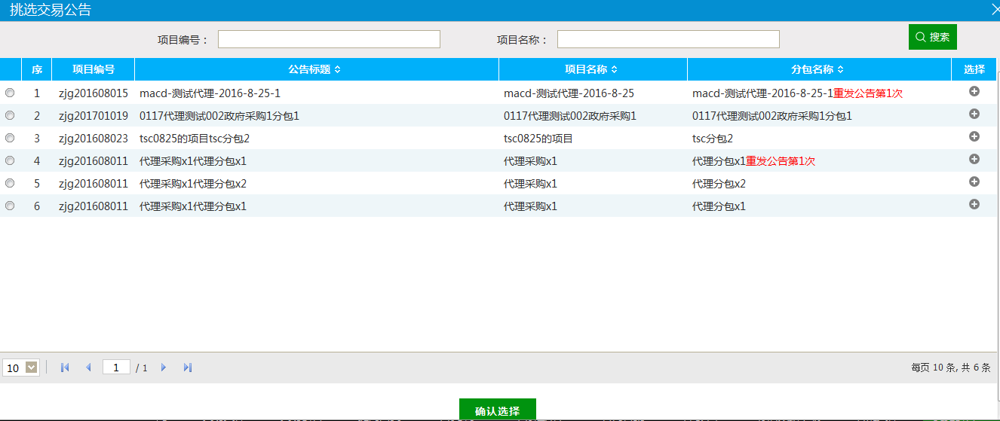 挑选交易公告
项目编号： 项目名称： 搜索
序 项目编号 公告标题 项目名称 分包名称 选择
1 zjg201608015 macd-测试代理-2016-8-25-1 macd-测试代理-2016-8-25 macd-测试代理-2016-8-25-1重发公告第1次
2 zjg201701019 0117代理测试002政府采购1分包1 0117代理测试002政府采购1 0117代理测试002政府采购1分包1
3 zjg201608023 tsc0825的项目tsc分包2 tsc0825的项目 tsc分包2
4 zjg201608011 代理采购x1代理分包x1 代理采购x1 代理分包x1重发公告第1次
5 zjg201608011 代理采购x1代理分包x2 代理采购x1 代理分包x2
6 zjg201608011 代理采购x1代理分包x1 代理采购x1 代理分包x1
10 1 / 1 每页 10 条, 共 6 条
确认选择